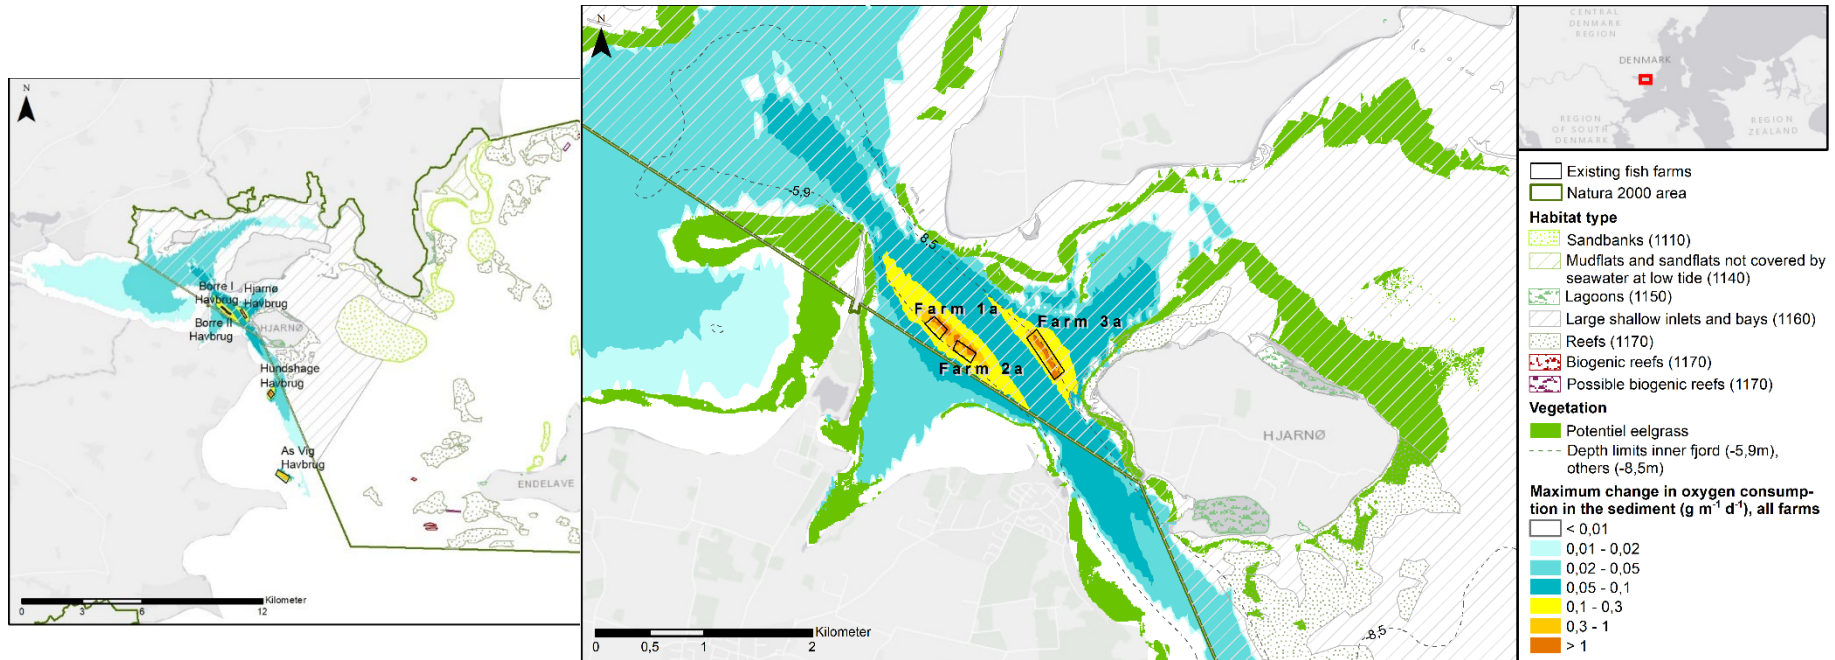 N
Borre I
Havbrug
Hjarnø
Havbrug
Borre II
Havbrug
HJARNØ
Hundshage
Havbrug
As Vig
Havbrug
ENDELAVE
Kilometer
0 3 6 12
N
-5,9
-8,5
Farm 1a
Farm 3a
Farm 2a
HJARNØ
-8,5
Kilometer
0 0,5 1 2
CENTRAL
DENMARK
REGION
DENMARK
REGION
OF SOUTH
DENMARK
REGION
ZEALAND
Existing fish farms
Natura 2000 area
Habitat type
Sandbanks (1110)
Mudflats and sandflats not covered by
seawater at low tide (1140)
Lagoons (1150)
Large shallow inlets and bays (1160)
Reefs (1170)
Biogenic reefs (1170)
Possible biogenic reefs (1170)
Vegetation
Potentiel eelgrass
Depth limits inner fjord (-5,9m),
others (-8,5m)
Maximum change in oxygen consump-
tion in the sediment (g m⁻¹ d⁻¹), all farms
< 0,01
0,01 - 0,02
0,02 - 0,05
0,05 - 0,1
0,1 - 0,3
0,3 - 1
> 1